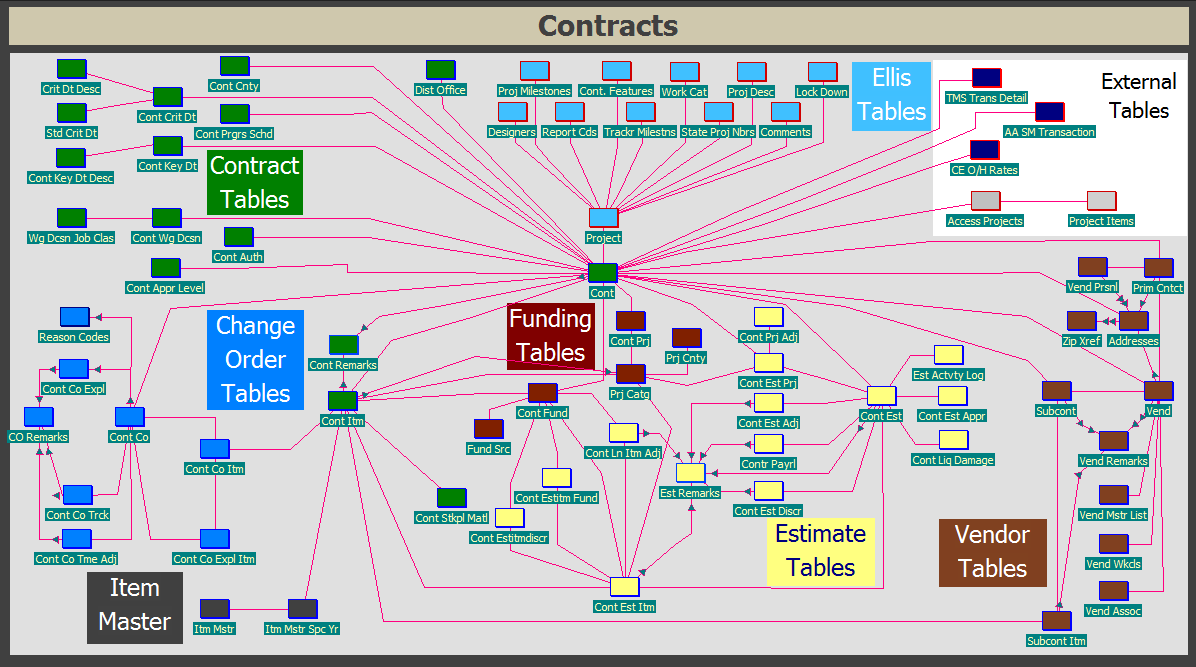 Contracts
Crit Dt Desc
Std Crit Dt
Cont Key Dt Desc
Cont Crit Dt
Cont Key Dt
Cont Cnty
Cont Prgrs Schd
Contract
Tables
Wg Dcsn Job Clas
Cont Wg Dcsn
Cont Auth
Cont Appr Level
Dist Office
Proj Milestones
Cont. Features
Work Cat
Proj Desc
Lock Down
Designers
Report Cds
Trackr Milestns
State Proj Nbrs
Comments
Ellis
Tables
Project
Cont
TMS Trans Detail
AA SM Transaction
CE O/H Rates
Access Projects
Project Items
External
Tables
Reason Codes
Cont Co Expl
CO Remarks
Cont Co
Cont Co Itm
Cont Co Trck
Cont Co Tme Adj
Cont Co Expl Itm
Change
Order
Tables
Cont Remarks
Cont Itm
Funding
Tables
Cont Prj
Prj Cnty
Prj Catg
Cont Fund
Fund Src
Cont Stkpl Matl
Cont Prj Adj
Cont Est Prj
Cont Est Adj
Contr Payrl
Cont Est Discr
Cont Ln Itm Adj
Cont Estitm Fund
Cont Estitmdiscr
Est Remarks
Cont Est Itm
Cont Est
Est Actvty Log
Cont Est Appr
Cont Liq Damage
Estimate
Tables
Vend Prsnl
Prim Cntct
Zip Xref
Addresses
Subcont
Vend
Vend Remarks
Vend Mstr List
Vend Wkcls
Vend Assoc
Subcont Itm
Vendor
Tables
Item
Master
Itm Mstr
Itm Mstr Spc Yr